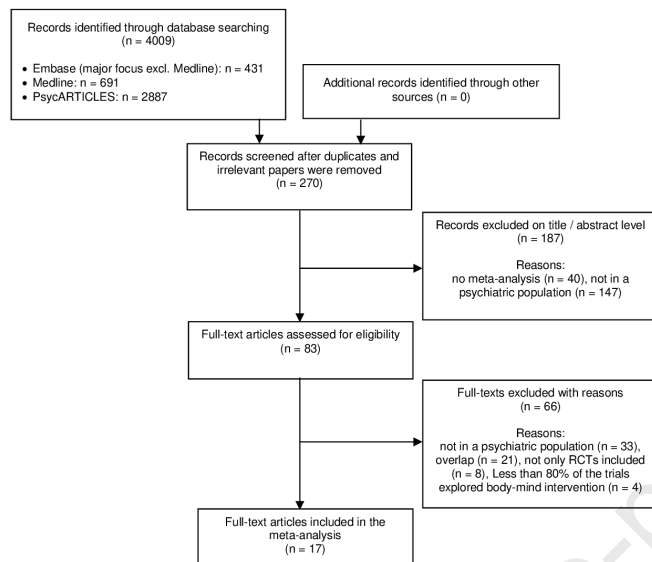 Records identified through database searching
(n = 4009)
• Embase (major focus excl. Medline): n = 431
• Medline: n = 691
• PsycARTICLES: n = 2887
Additional records identified through other
sources (n = 0)
Records screened after duplicates and
irrelevant papers were removed
(n = 270)
Records excluded on title / abstract level
(n = 187)
Reasons:
no meta-analysis (n = 40), not in a
psychiatric population (n = 147)
Full-text articles assessed for eligibility
(n = 83)
Full-texts excluded with reasons
(n = 66)
Reasons:
not in a psychiatric population (n = 33),
overlap (n = 21), not only RCTs included
(n = 8), Less than 80% of the trials
explored body-mind intervention (n = 4)
Full-text articles included in the
meta-analysis
(n = 17)